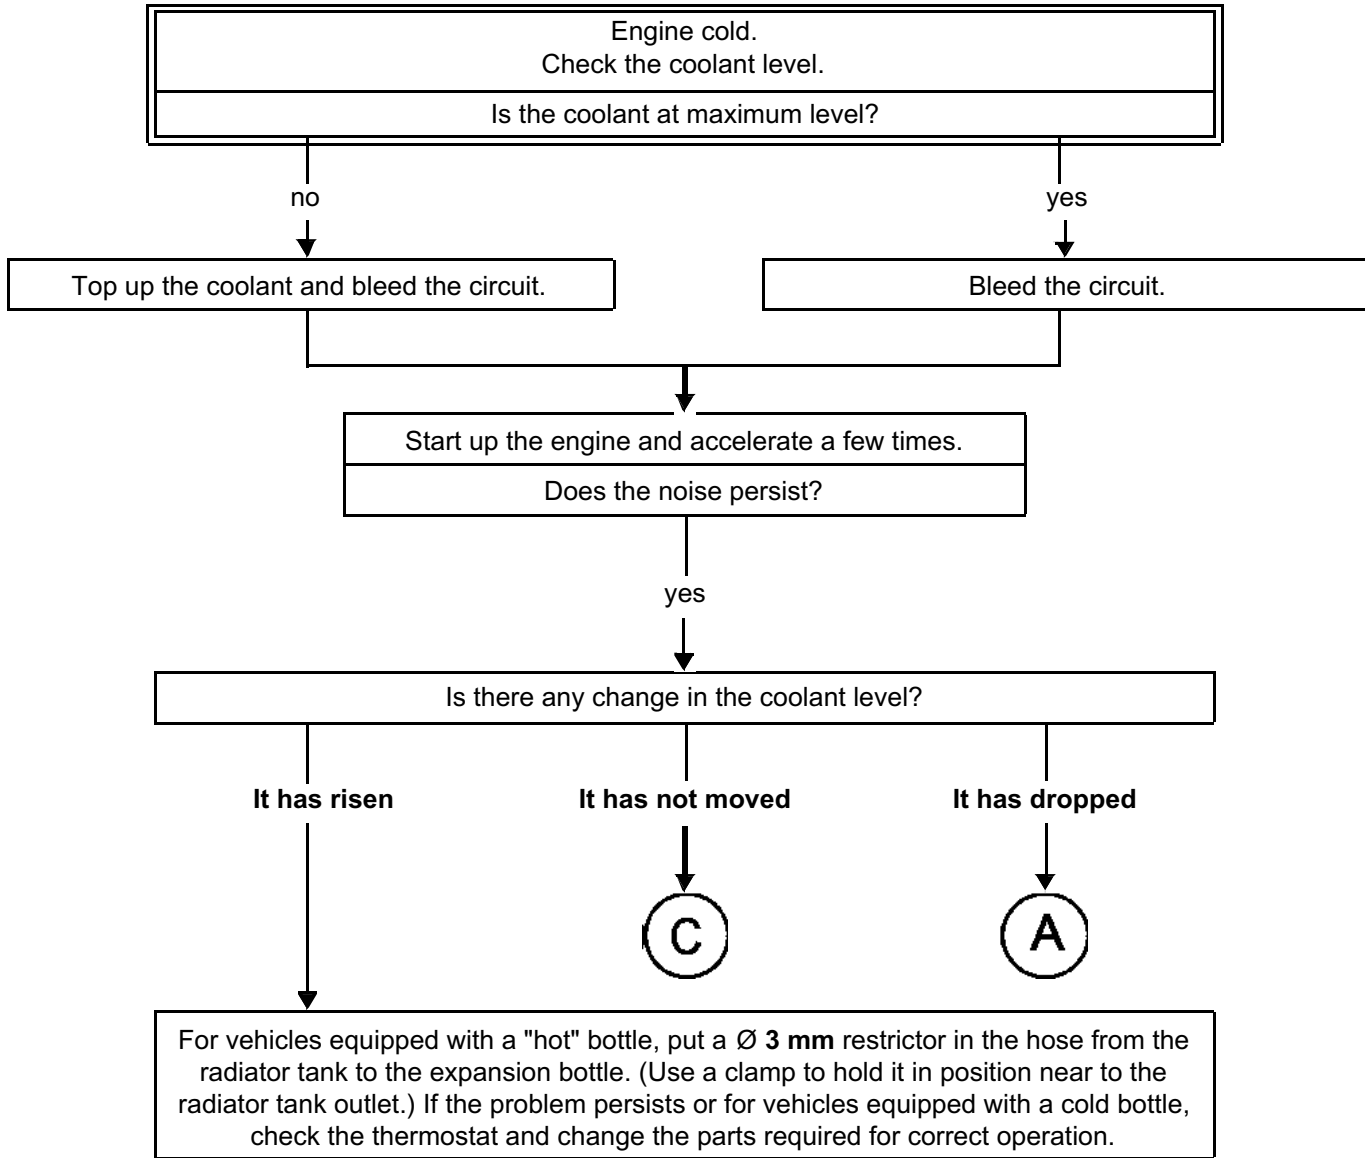 Engine cold.
Check the coolant level.
Is the coolant at maximum level?
no
yes
Top up the coolant and bleed the circuit.
Bleed the circuit.
Start up the engine and accelerate a few times.
Does the noise persist?
yes
Is there any change in the coolant level?
It has risen
It has not moved
It has dropped
C
A
For vehicles equipped with a "hot" bottle, put a Ø 3 mm restrictor in the hose from the
radiator tank to the expansion bottle. (Use a clamp to hold it in position near to the
radiator tank outlet.) If the problem persists or for vehicles equipped with a cold bottle,
check the thermostat and change the parts required for correct operation.